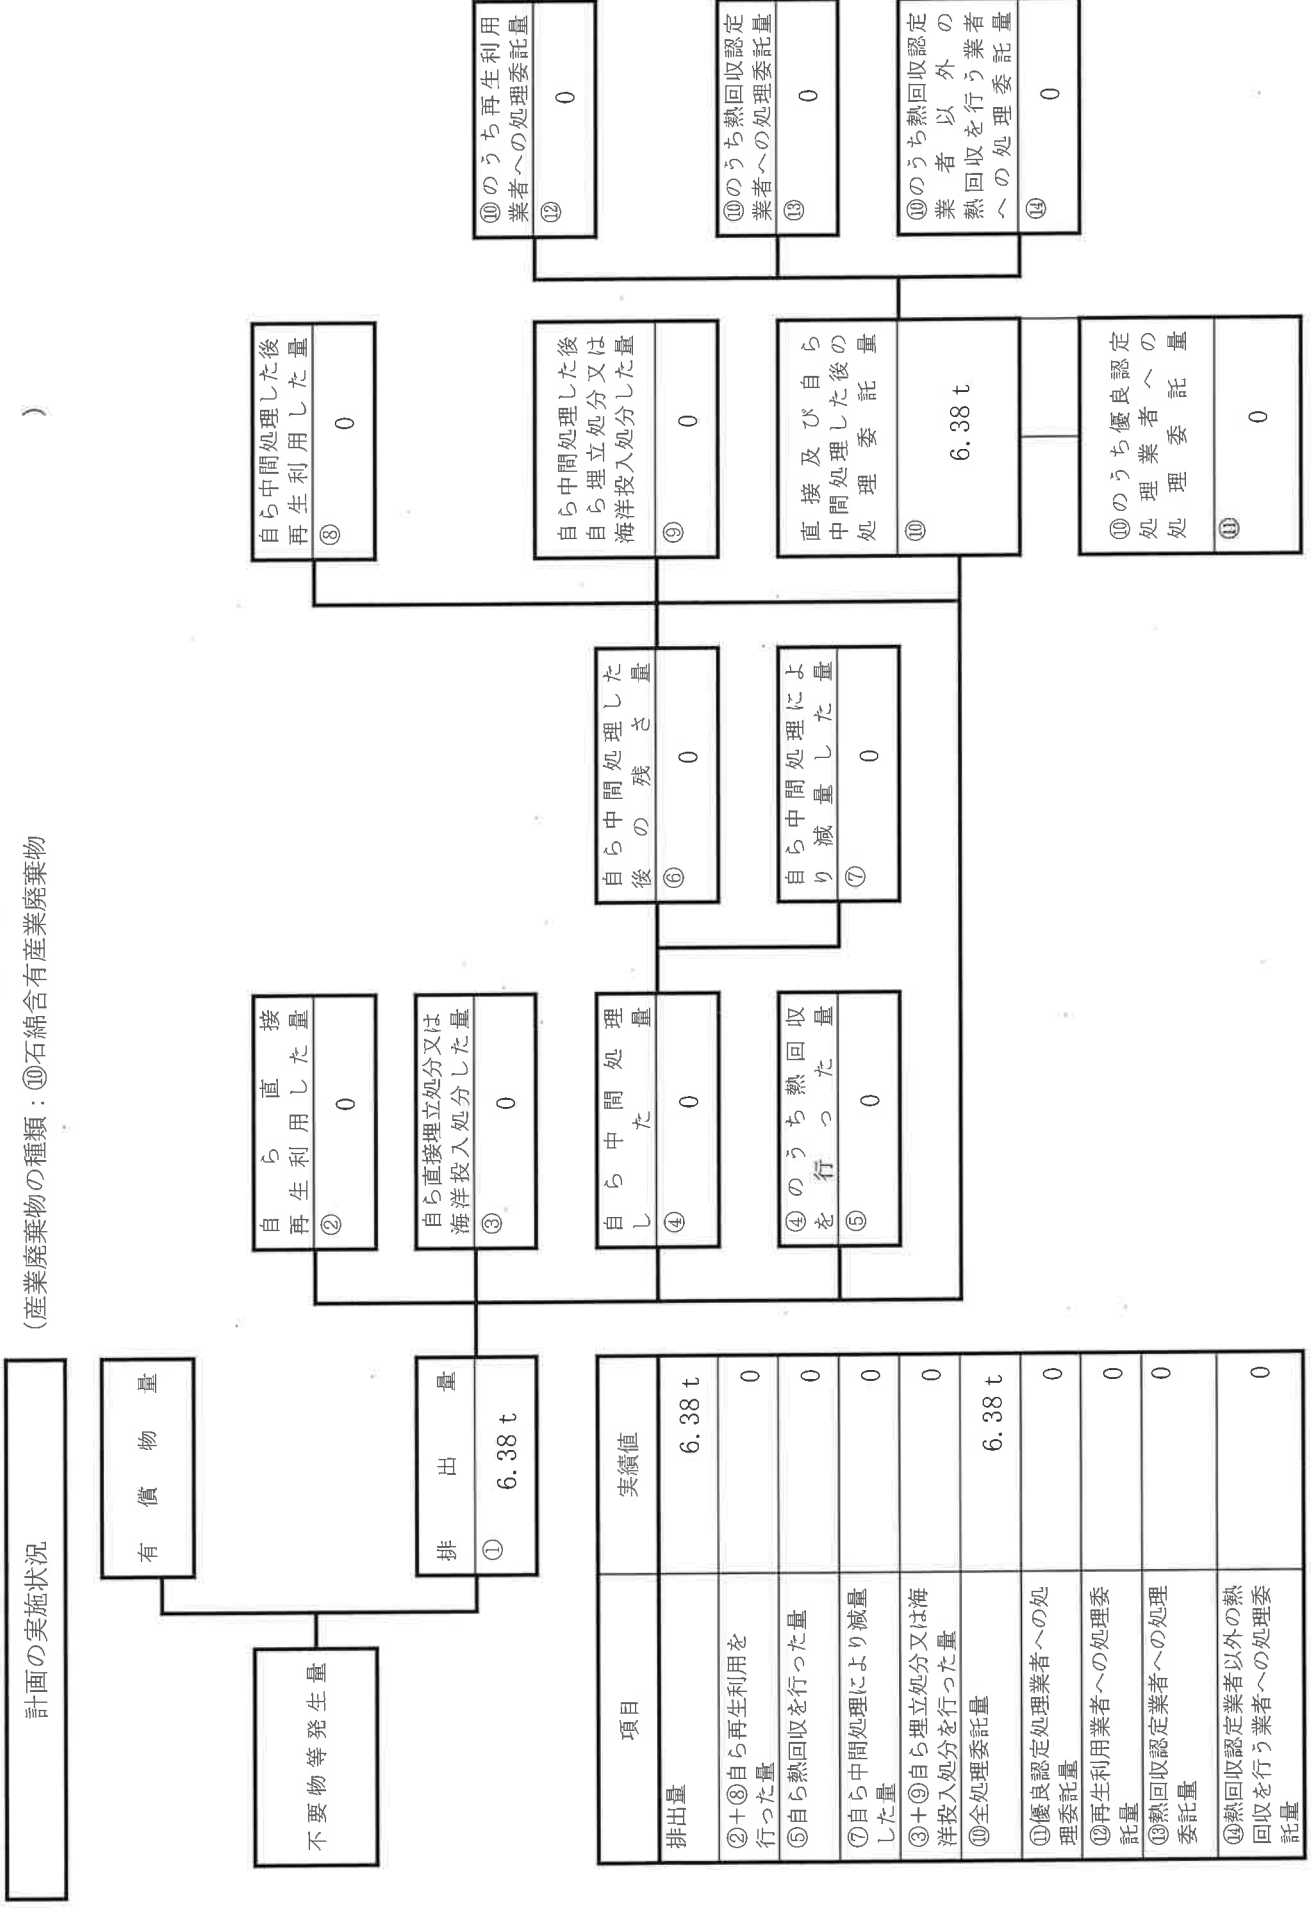 計画の実施状況
(産業廃棄物の種類：⑩石綿含有産業廃棄物 )
不要物等発生量
有償物量
排出量
① 6.38 t
自ら直接
再生利用した量
② 0
自ら直接埋立処分又は
海洋投入処分した量
③ 0
自ら中間処理
した量
④ 0
④のうち熱回収
を行った量
⑤ 0
自ら中間処理した
後の残さ量
⑥ 0
自ら中間処理によ
り減量した量
⑦ 0
自ら中間処理した後
再生利用した量
⑧ 0
自ら中間処理した後
自ら埋立処分又は
海洋投入処分した量
⑨ 0
直接及び自ら
中間処理した後の
処理委託量
⑩ 6.38 t
⑩のうち優良認定
処理業者への
処理委託量
⑪ 0
⑩のうち再生利用
業者への処理委託量
⑫ 0
⑩のうち熱回収認定
業者への処理委託量
⑬ 0
⑩のうち熱回収認定
業者以外の
熱回収を行う業者
への処理委託量
⑭ 0
項目 実績値
排出量 6.38 t
②＋⑧自ら再生利用を
行った量 0
⑤自ら熱回収を行った量 0
⑦自ら中間処理により減量
した量 0
③＋⑨自ら埋立処分又は海
洋投入処分を行った量 0
⑩全処理委託量 6.38 t
⑪優良認定処理業者への処
理委託量 0
⑫再生利用業者への処理委
託量 0
⑬熱回収認定業者への処理
委託量 0
⑭熱回収認定業者以外の熱
回収を行う業者への処理委
託量 0